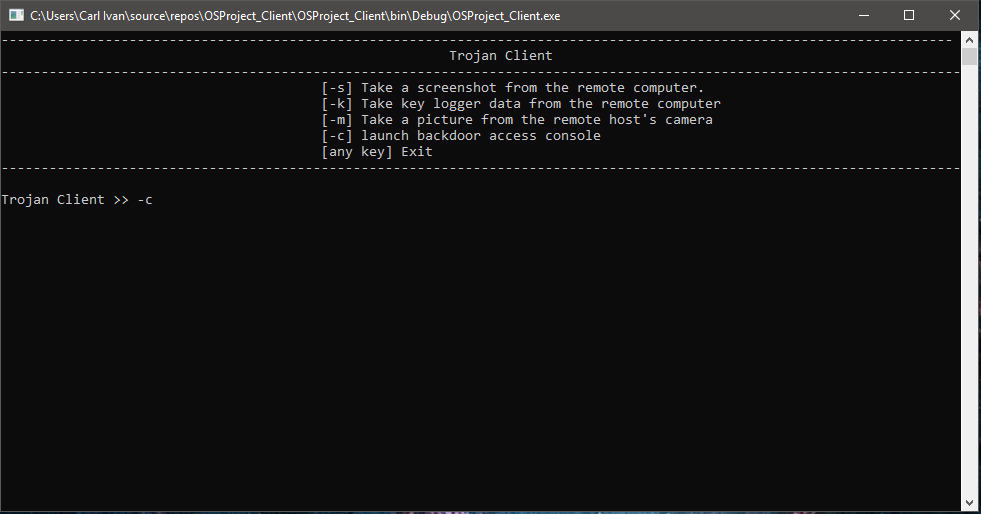 C:\Users\Carl Ivan\source\repos\OSProject_Client\OSProject_Client\bin\Debug\OSProject_Client.exe
-----------------------------------------------------------------------------------------------------------------------
Trojan Client
------------------------------------------------------------------------------------------------------------------------
[-s] Take a screenshot from the remote computer.
[-k] Take key logger data from the remote computer
[-m] Take a picture from the remote host's camera
[-c] launch backdoor access console
[any key] Exit
------------------------------------------------------------------------------------------------------------------------
Trojan Client >> -c